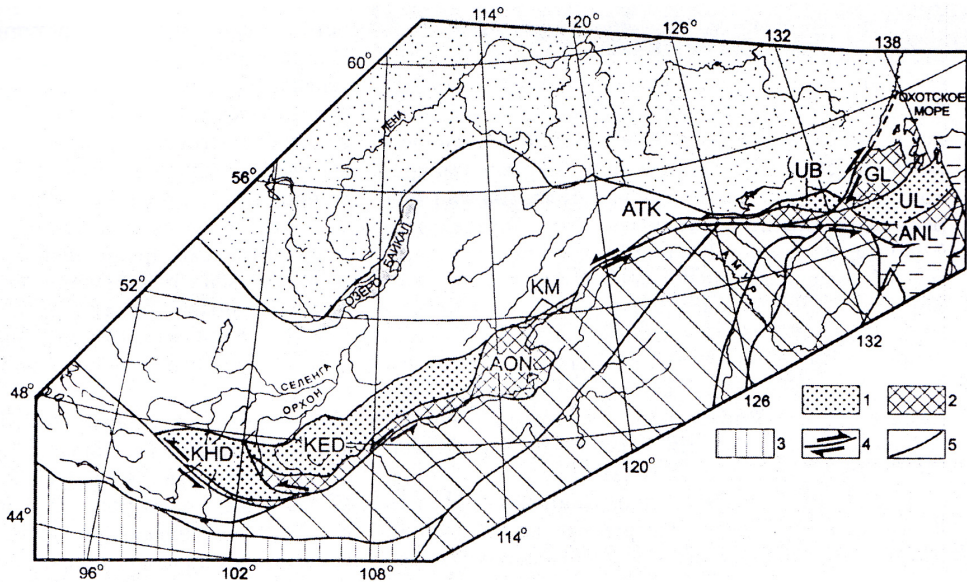 114°
120°
126°
132
138
60°
ОХОТСКОЕ
МОРЕ
ЛЕНА
56°
UB
GL
UL
ATK
ANL
ОЗЕРО БАЙКАЛ
АМУР
52°
KM
132
AON
СЕЛЕНГА
48°
ОРХОН
126
1
2
KHD
KED
3
4
5
120°
44°
114°
96°
102°
108°